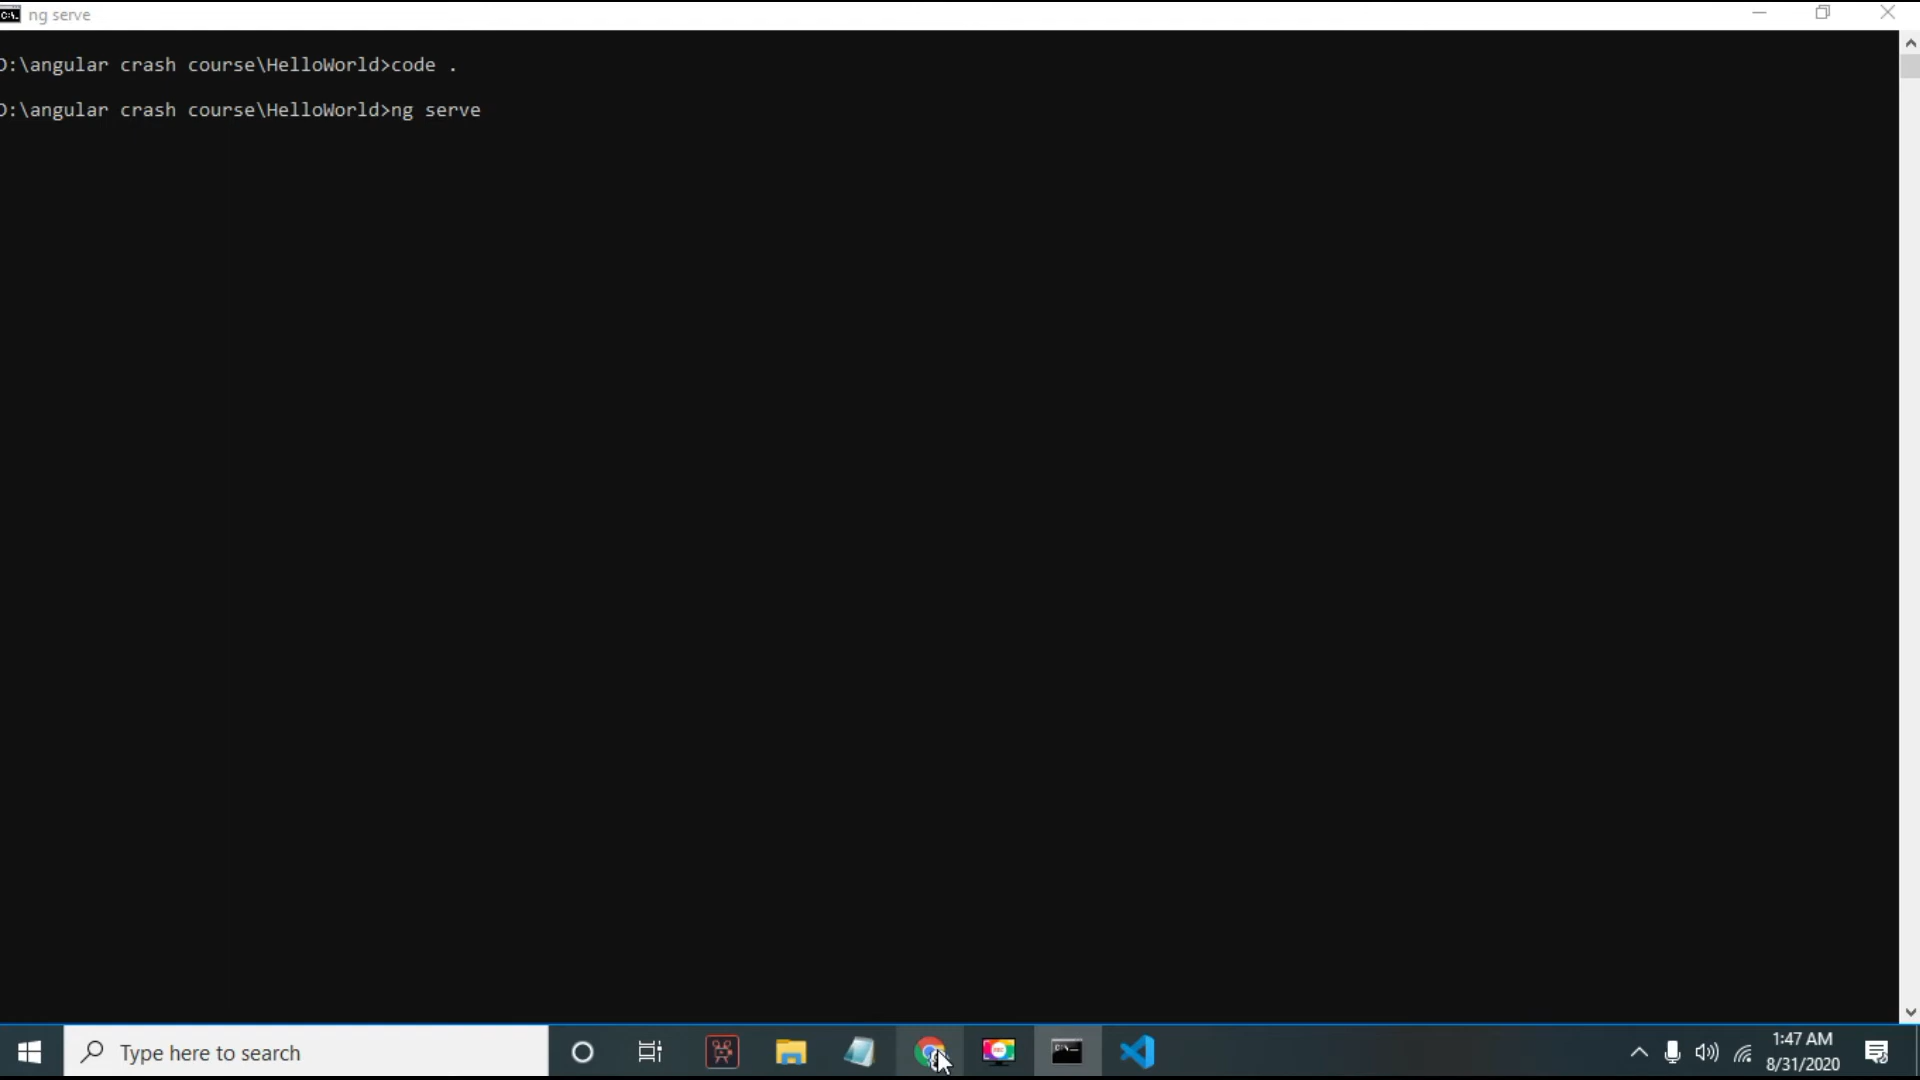 ng serve
D:\angular crash course\HelloWorld>code .
D:\angular crash course\HelloWorld>ng serve
Type here to search
1:47 AM
8/31/2020